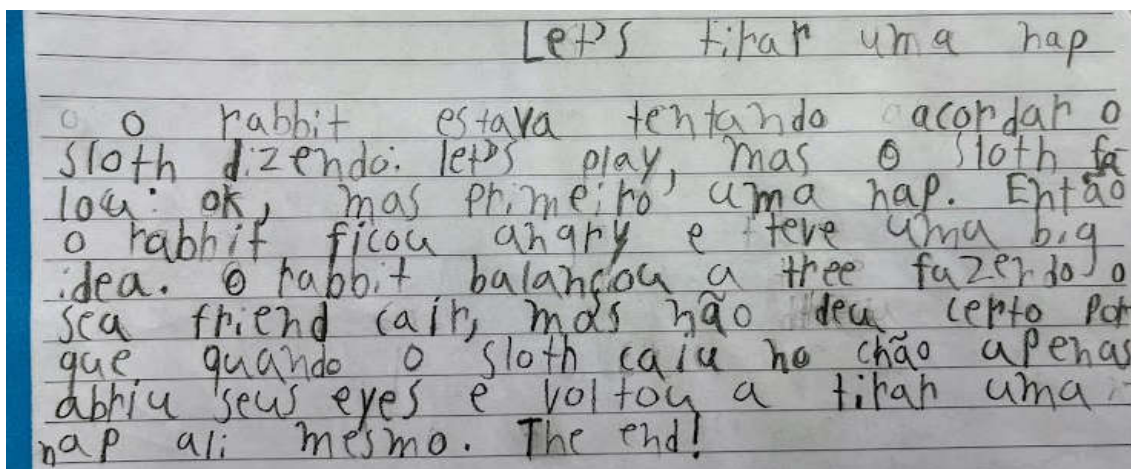 Let's tirar uma nap
O rabbit estava tentando acordar o
sloth dizendo: let's play, mas o sloth fa
lou: ok, mas primeiro uma nap. Então
o rabbit ficou angry e teve uma big
idea. O rabbit balançou a tree fazendo o
seu friend cair, mas não deu certo por
que quando o sloth caiu no chão apenas
abriu seus eyes e voltou a tirar uma
nap ali mesmo. The end!